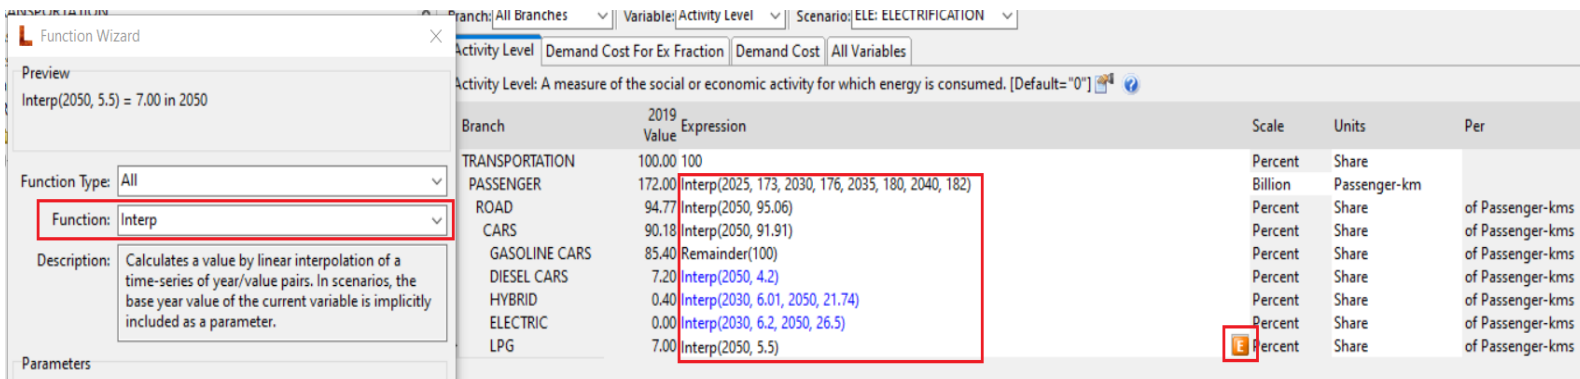 TRANSPORTATION
Function Wizard
Preview
Interp(2050, 5.5) = 7.00 in 2050
Function Type: All
Function: Interp
Description: Calculates a value by linear interpolation of a
time-series of year/value pairs. In scenarios, the
base year value of the current variable is implicitly
included as a parameter.
Parameters
Branch: All Branches Variable: Activity Level Scenario: ELE: ELECTRIFICATION
Activity Level Demand Cost For Ex Fraction Demand Cost All Variables
Activity Level: A measure of the social or economic activity for which energy is consumed. [Default="0"]
Branch 2019 Value Expression Scale Units Per
TRANSPORTATION 100.00 100 Percent Share
PASSENGER 172.00 Interp(2025, 173, 2030, 176, 2035, 180, 2040, 182) Billion Passenger-km
ROAD 94.77 Interp(2050, 95.06) Percent Share of Passenger-kms
CARS 90.18 Interp(2050, 91.91) Percent Share of Passenger-kms
GASOLINE CARS 85.40 Remainder(100) Percent Share of Passenger-kms
DIESEL CARS 7.20 Interp(2050, 4.2) Percent Share of Passenger-kms
HYBRID 0.40 Interp(2030, 6.01, 2050, 21.74) Percent Share of Passenger-kms
ELECTRIC 0.00 Interp(2030, 6.2, 2050, 26.5) Percent Share of Passenger-kms
LPG 7.00 Interp(2050, 5.5) E Percent Share of Passenger-kms